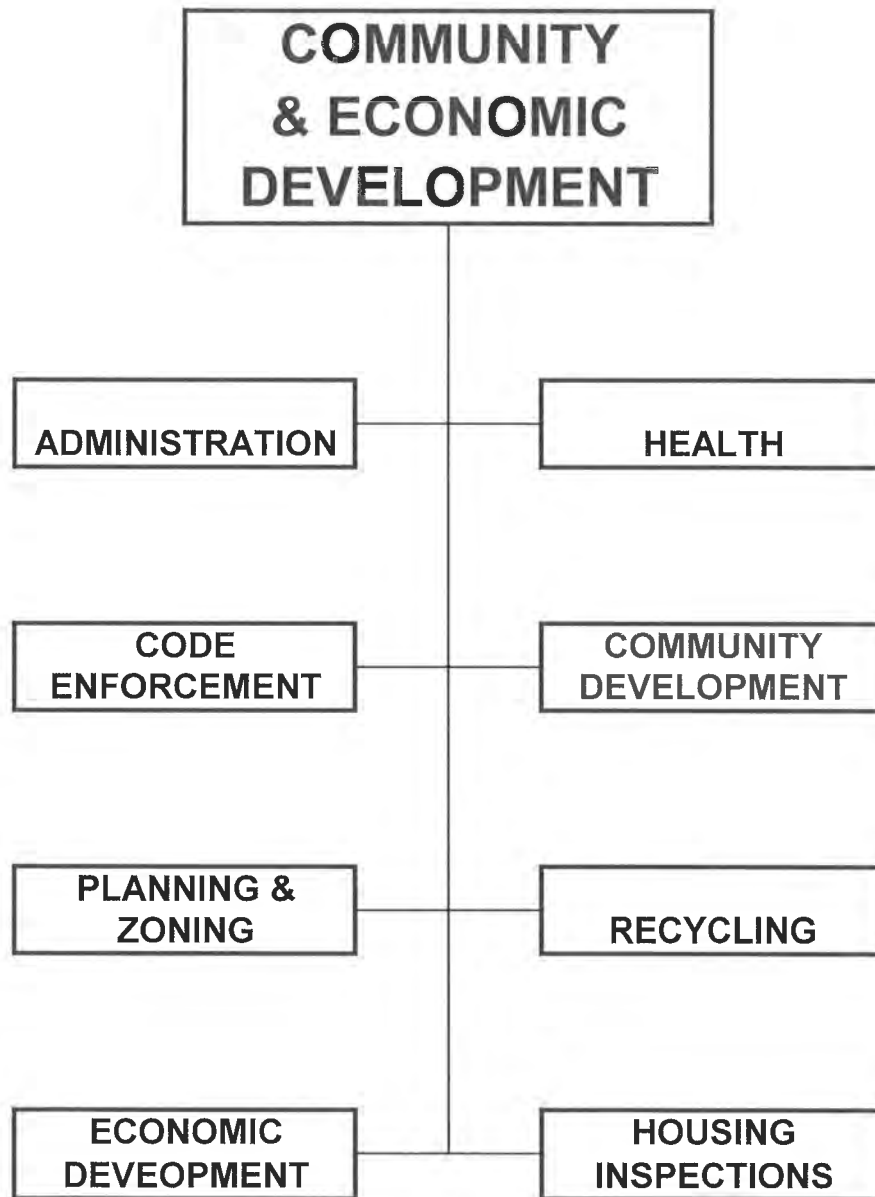 COMMUNITY
& ECONOMIC
DEVELOPMENT
ADMINISTRATION
HEALTH
CODE
ENFORCEMENT
COMMUNITY
DEVELOPMENT
PLANNING &
ZONING
RECYCLING
ECONOMIC
DEVEOPMENT
HOUSING
INSPECTIONS